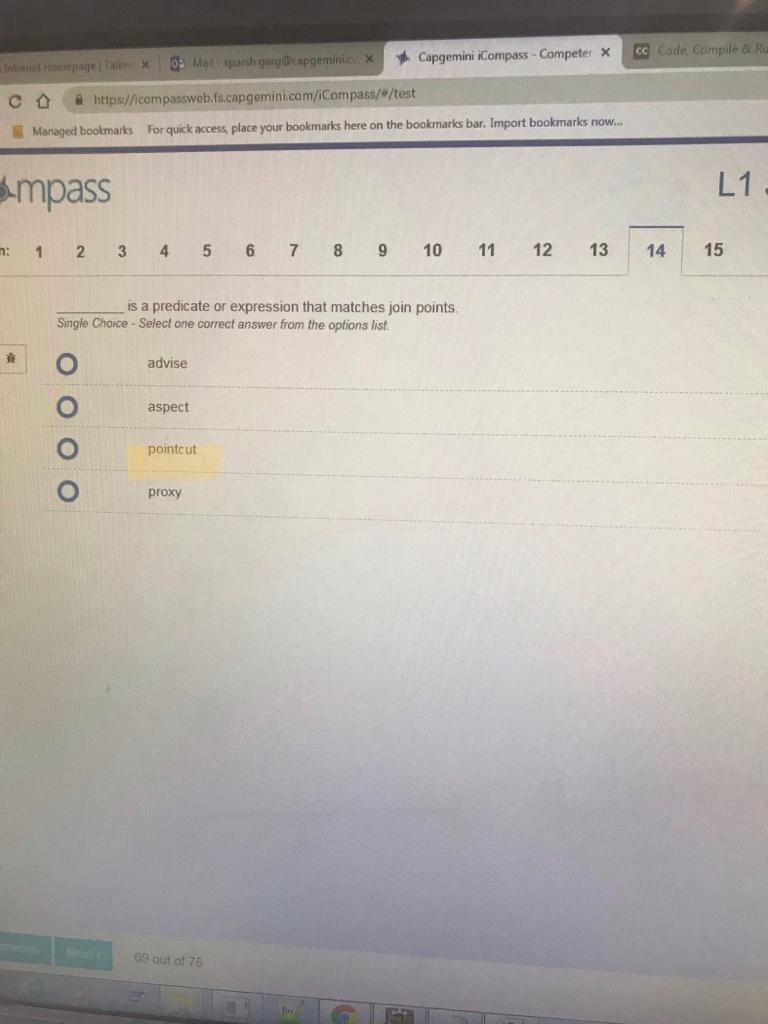 Intranet Homepage | Talen ×
Mail - sparsh.garg@capgemini.c ×
Capgemini iCompass - Competer ×
CC Code, Compile & Ru
https://icompassweb.fs.capgemini.com/iCompass/#/test
Managed bookmarks For quick access, place your bookmarks here on the bookmarks bar. Import bookmarks now...
mpass
L1
n: 1 2 3 4 5 6 7 8 9 10 11 12 13 14 15
_________ is a predicate or expression that matches join points.
Single Choice - Select one correct answer from the options list.
advise
aspect
pointcut
proxy
Next ›
69 out of 75